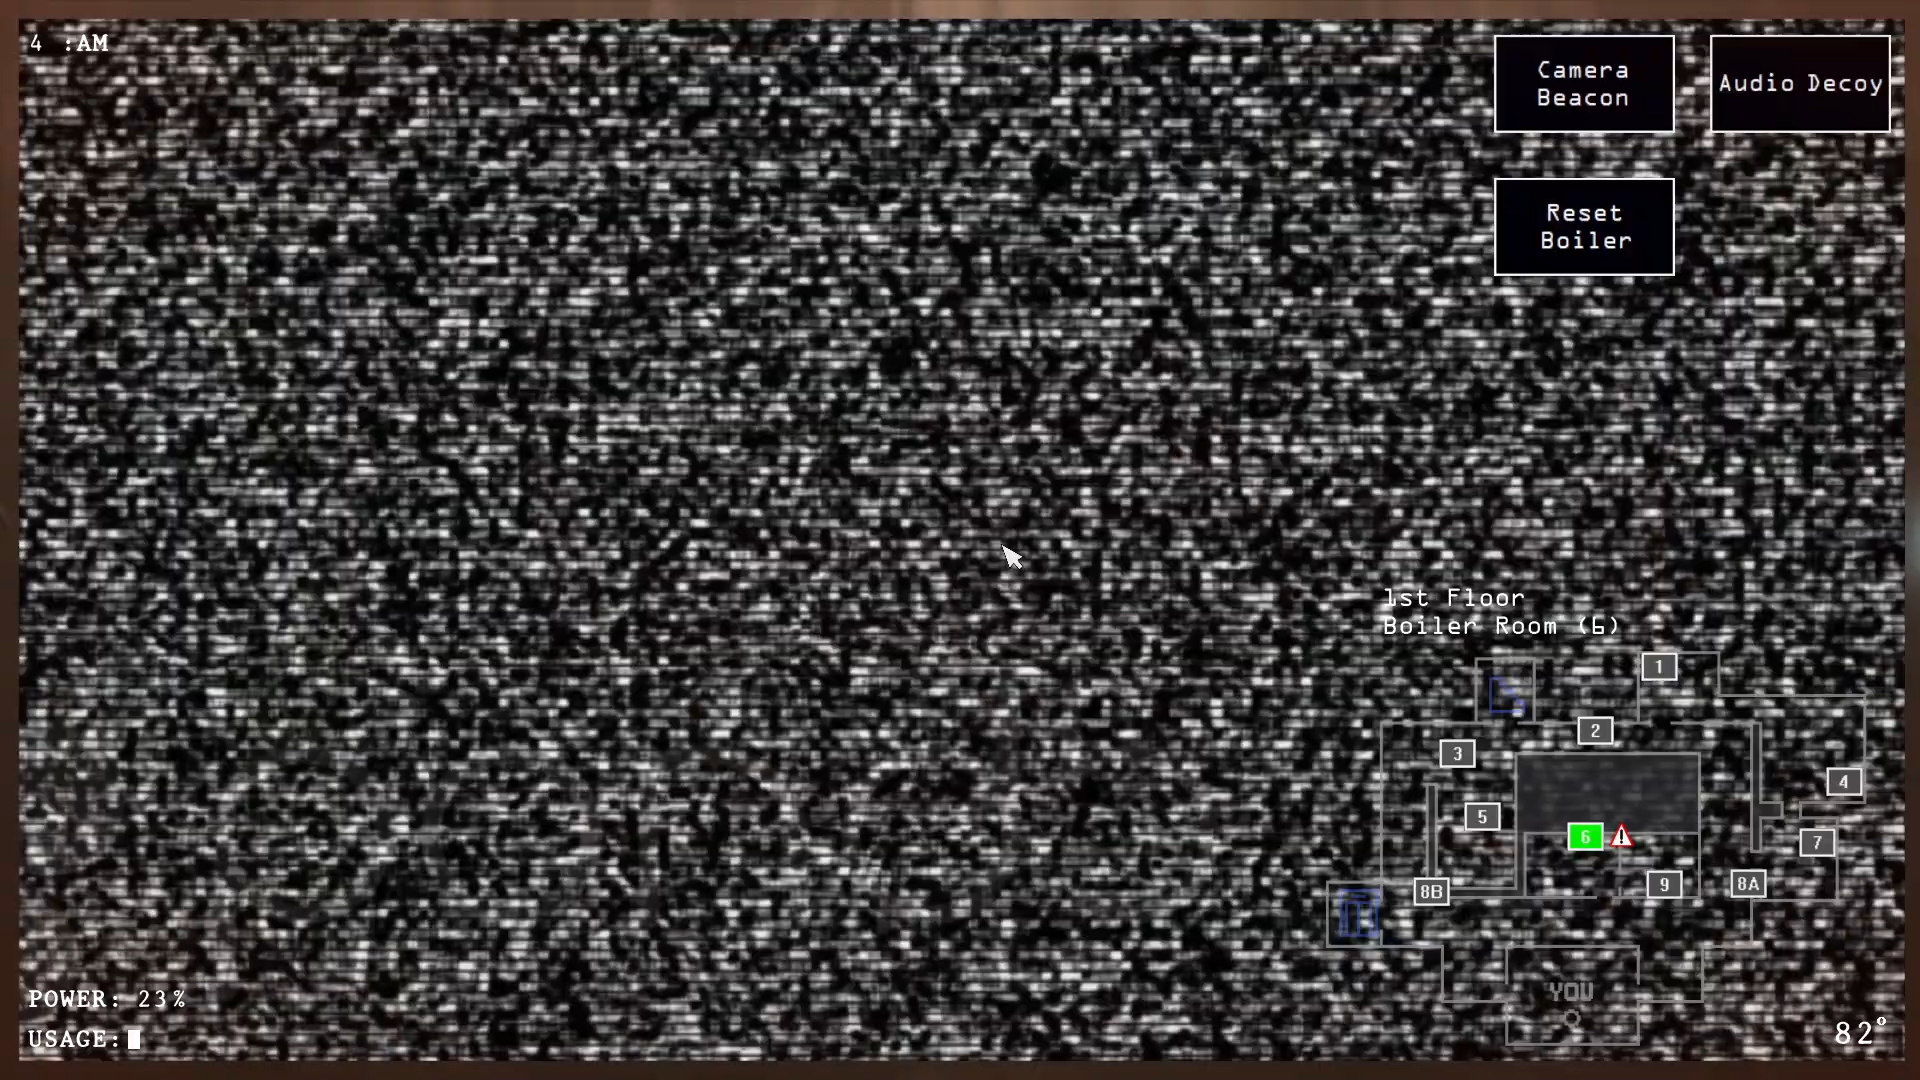 4 :AM
Camera
Beacon
Audio Decoy
Reset
Boiler
1st Floor
Boiler Room (6)
1
2
3
4
5
6
7
8B
9
8A
YOU
POWER: 23%
USAGE:
82°